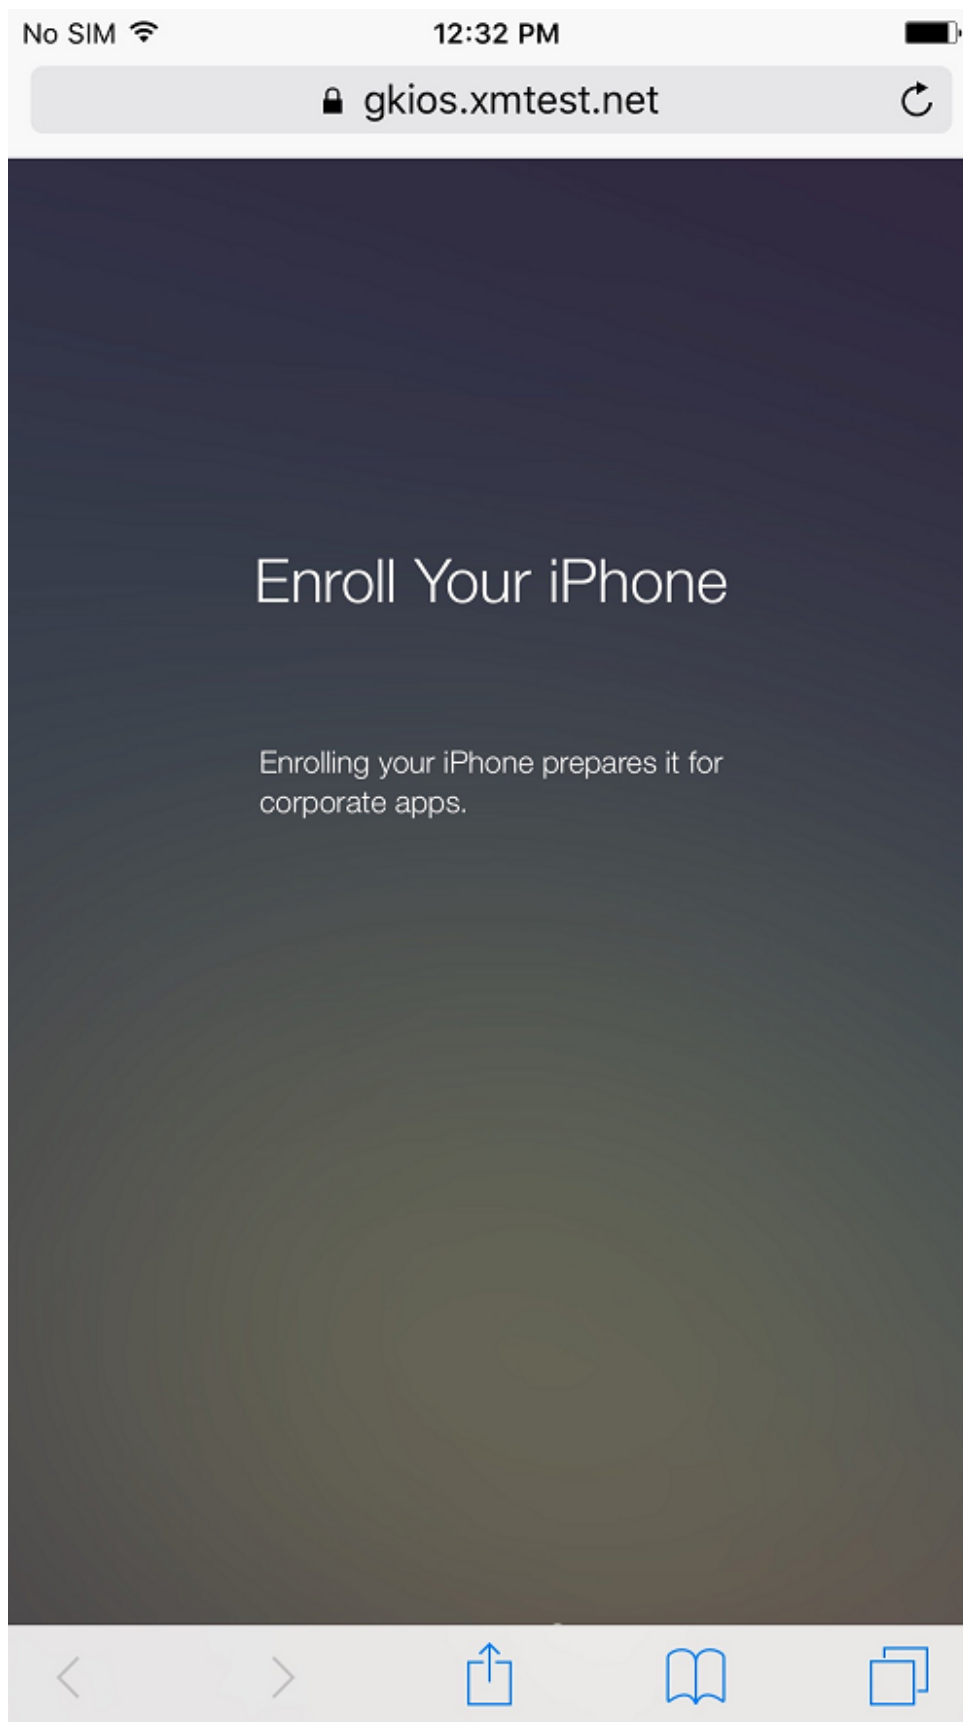 No SIM 12:32 PM
gkios.xmtest.net
Enroll Your iPhone
Enrolling your iPhone prepares it for
corporate apps.